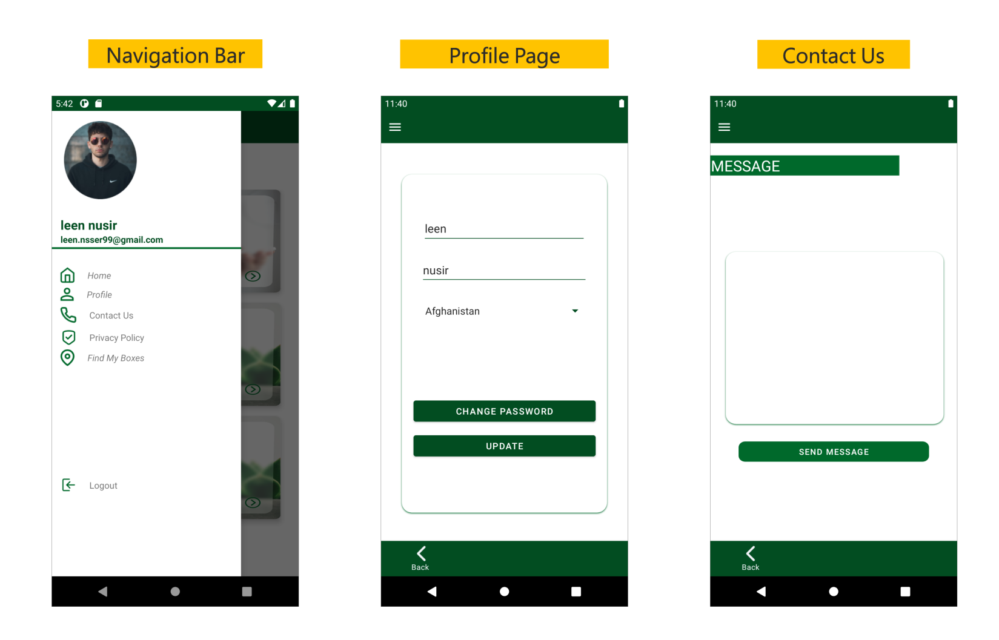 Navigation Bar
5:42
leen nusir
leen.nsser99@gmail.com
Home
Profile
Contact Us
Privacy Policy
Find My Boxes
Logout
Profile Page
11:40
leen
nusir
Afghanistan
CHANGE PASSWORD
UPDATE
Back
Contact Us
11:40
MESSAGE
SEND MESSAGE
Back